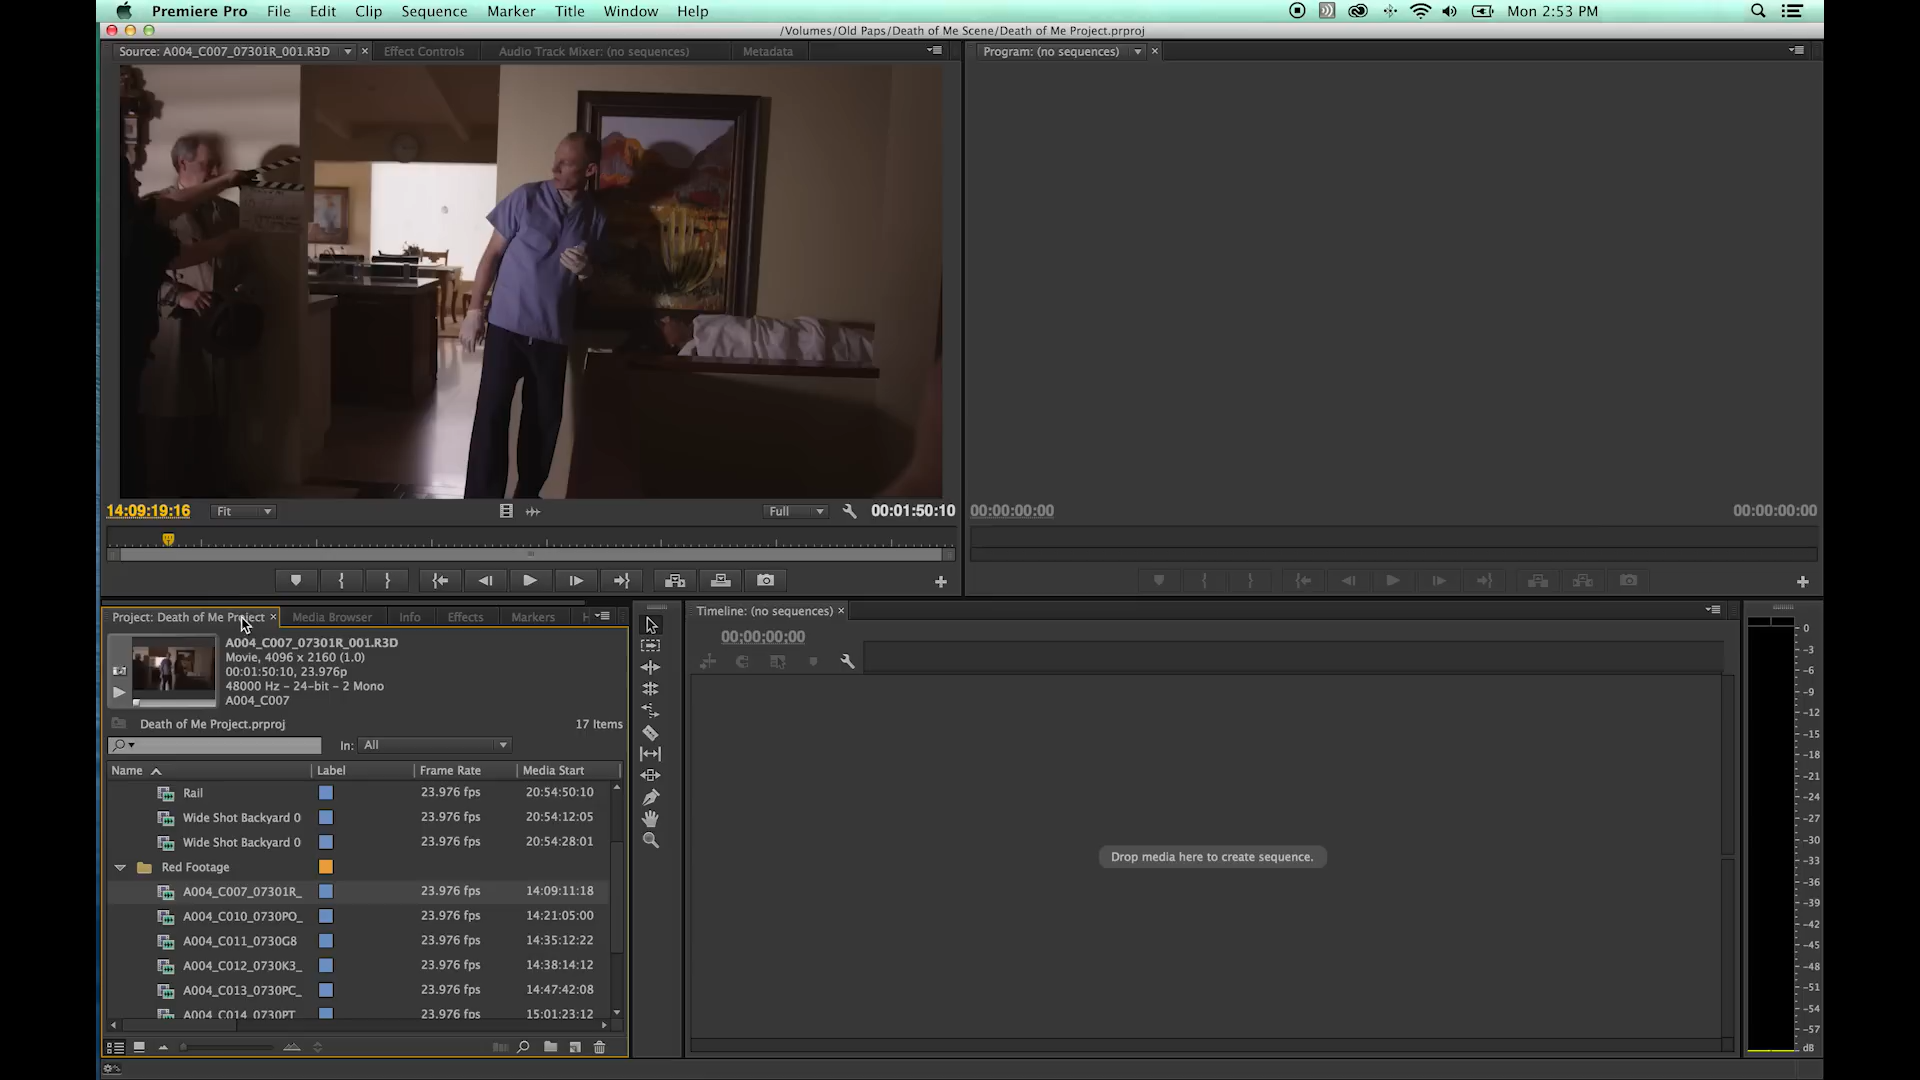 Premiere Pro File Edit Clip Sequence Marker Title Window Help Mon 2:53 PM
/Volumes/Old Paps/Death of Me Scene/Death of Me Project.prproj
Source: A004_C007_07301R_001.R3D Effect Controls Audio Track Mixer: (no sequences) Metadata
Program: (no sequences)
14:09:19:16 Fit Full 00:01:50:10
00:00:00:00 00:00:00:00
Project: Death of Me Project Media Browser Info Effects Markers H
A004_C007_07301R_001.R3D
Movie, 4096 x 2160 (1.0)
00:01:50:10, 23.976p
48000 Hz - 24-bit - 2 Mono
A004_C007
Death of Me Project.prproj 17 Items
In: All
Name Label Frame Rate Media Start
Rail 23.976 fps 20:54:50:10
Wide Shot Backyard 0 23.976 fps 20:54:12:05
Wide Shot Backyard 0 23.976 fps 20:54:28:01
Red Footage
A004_C007_07301R_ 23.976 fps 14:09:11:18
A004_C010_0730PO_ 23.976 fps 14:21:05:00
A004_C011_0730G8 23.976 fps 14:35:12:22
A004_C012_0730K3_ 23.976 fps 14:38:14:12
A004_C013_0730PC_ 23.976 fps 14:47:42:08
A004_C014_0730PT 23.976 fps 15:01:23:12
Timeline: (no sequences)
00;00;00;00
Drop media here to create sequence.
0
-3
-6
-9
-12
-15
-18
-21
-24
-27
-30
-33
-36
-39
-42
-45
-48
-51
-54
-57
dB